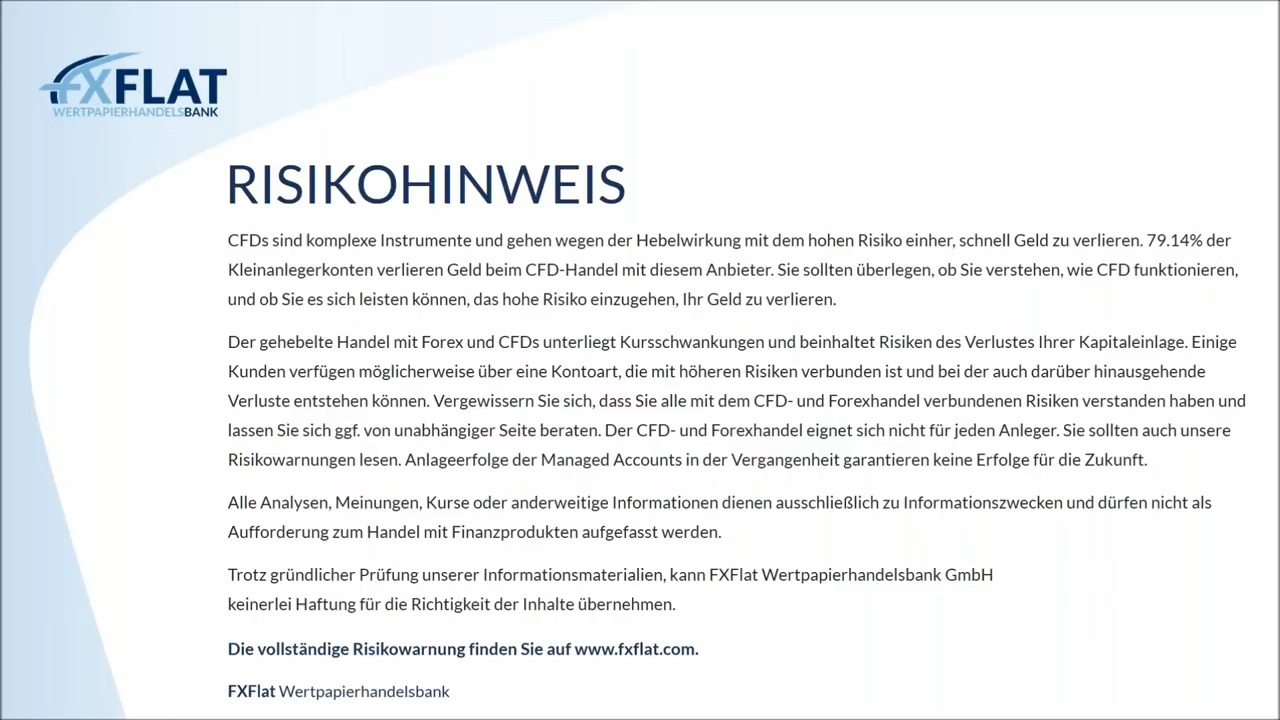 FXFLAT
WERTPAPIERHANDELSBANK
RISIKOHINWEIS
CFDs sind komplexe Instrumente und gehen wegen der Hebelwirkung mit dem hohen Risiko einher, schnell Geld zu verlieren. 79.14% der
Kleinanlegerkonten verlieren Geld beim CFD-Handel mit diesem Anbieter. Sie sollten überlegen, ob Sie verstehen, wie CFD funktionieren,
und ob Sie es sich leisten können, das hohe Risiko einzugehen, Ihr Geld zu verlieren.
Der gehebelte Handel mit Forex und CFDs unterliegt Kursschwankungen und beinhaltet Risiken des Verlustes Ihrer Kapitaleinlage. Einige
Kunden verfügen möglicherweise über eine Kontoart, die mit höheren Risiken verbunden ist und bei der auch darüber hinausgehende
Verluste entstehen können. Vergewissern Sie sich, dass Sie alle mit dem CFD- und Forexhandel verbundenen Risiken verstanden haben und
lassen Sie sich ggf. von unabhängiger Seite beraten. Der CFD- und Forexhandel eignet sich nicht für jeden Anleger. Sie sollten auch unsere
Risikowarnungen lesen. Anlageerfolge der Managed Accounts in der Vergangenheit garantieren keine Erfolge für die Zukunft.
Alle Analysen, Meinungen, Kurse oder anderweitige Informationen dienen ausschließlich zu Informationszwecken und dürfen nicht als
Aufforderung zum Handel mit Finanzprodukten aufgefasst werden.
Trotz gründlicher Prüfung unserer Informationsmaterialien, kann FXFlat Wertpapierhandelsbank GmbH
keinerlei Haftung für die Richtigkeit der Inhalte übernehmen.
Die vollständige Risikowarnung finden Sie auf www.fxflat.com.
FXFlat Wertpapierhandelsbank